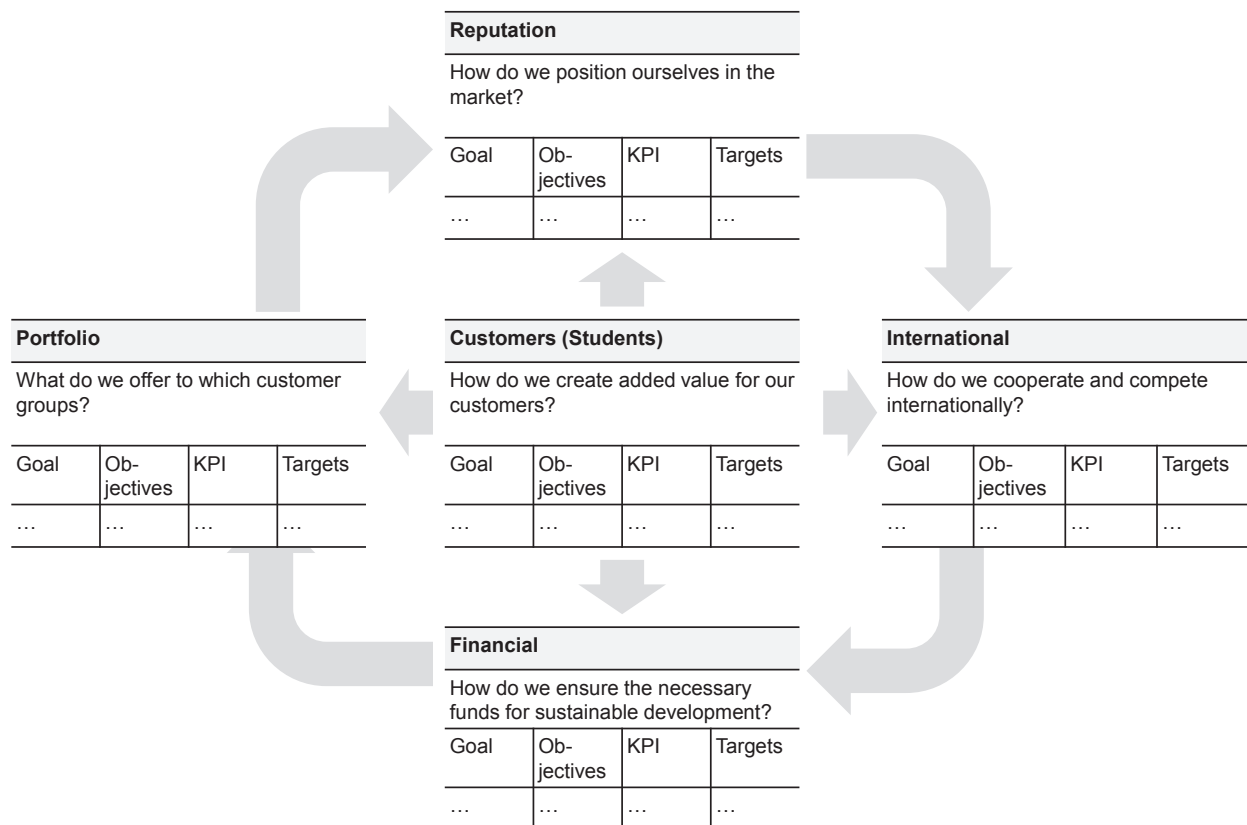 Reputation
How do we position ourselves in the
market?
Goal Ob- KPI Targets
jectives
… … … …
Portfolio
What do we offer to which customer
groups?
Goal Ob- KPI Targets
jectives
… … … …
Customers (Students)
How do we create added value for our
customers?
Goal Ob- KPI Targets
jectives
… … … …
International
How do we cooperate and compete
internationally?
Goal Ob- KPI Targets
jectives
… … … …
Financial
How do we ensure the necessary
funds for sustainable development?
Goal Ob- KPI Targets
jectives
… … … …